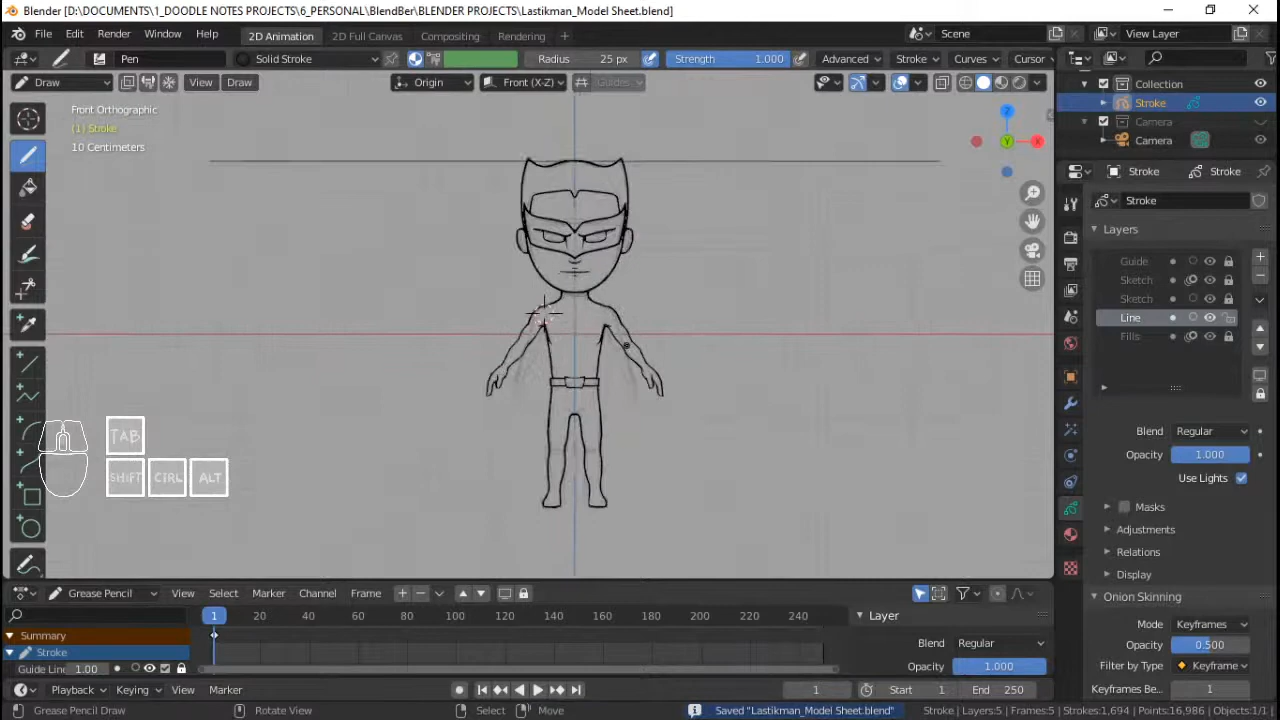 Blender [D:\DOCUMENTS\1_DOODLE NOTES PROJECTS\6_PERSONAL\BlendBer\BLENDER PROJECTS\Lastikman_Model Sheet.blend]
File Edit Render Window Help 2D Animation 2D Full Canvas Compositing Rendering Scene View Layer
Pen Solid Stroke Radius 25 px Strength 1.000 Advanced Stroke Curves Cursor
Draw View Draw Origin Front (X-Z) Guides
Front Orthographic
(1) Stroke
10 Centimeters
Z
Y
X
Collection
Stroke
Camera
Camera
Stroke Stroke
Stroke
Layers
Guide
Sketch
Sketch
Line
Fills
Blend Regular
Opacity 1.000
Use Lights
Masks
Adjustments
Relations
Display
Onion Skinning
Mode Keyframes
Opacity 0.500
Filter by Type Keyframe
Keyframes Be... 1
TAB
SHIFT CTRL ALT
Grease Pencil View Select Marker Channel Frame
1 20 40 60 80 100 120 140 160 180 200 220 240
Layer
Summary
Stroke
Guide Line 1.00
Blend Regular
Opacity 1.000
Playback Keying View Marker 1 Start 1 End 250
Grease Pencil Draw Rotate View Select Move Saved "Lastikman_Model Sheet.blend" Stroke | Layers:5 | Frames:5 | Strokes:1,694 | Points:16,986 | Objects:1/1